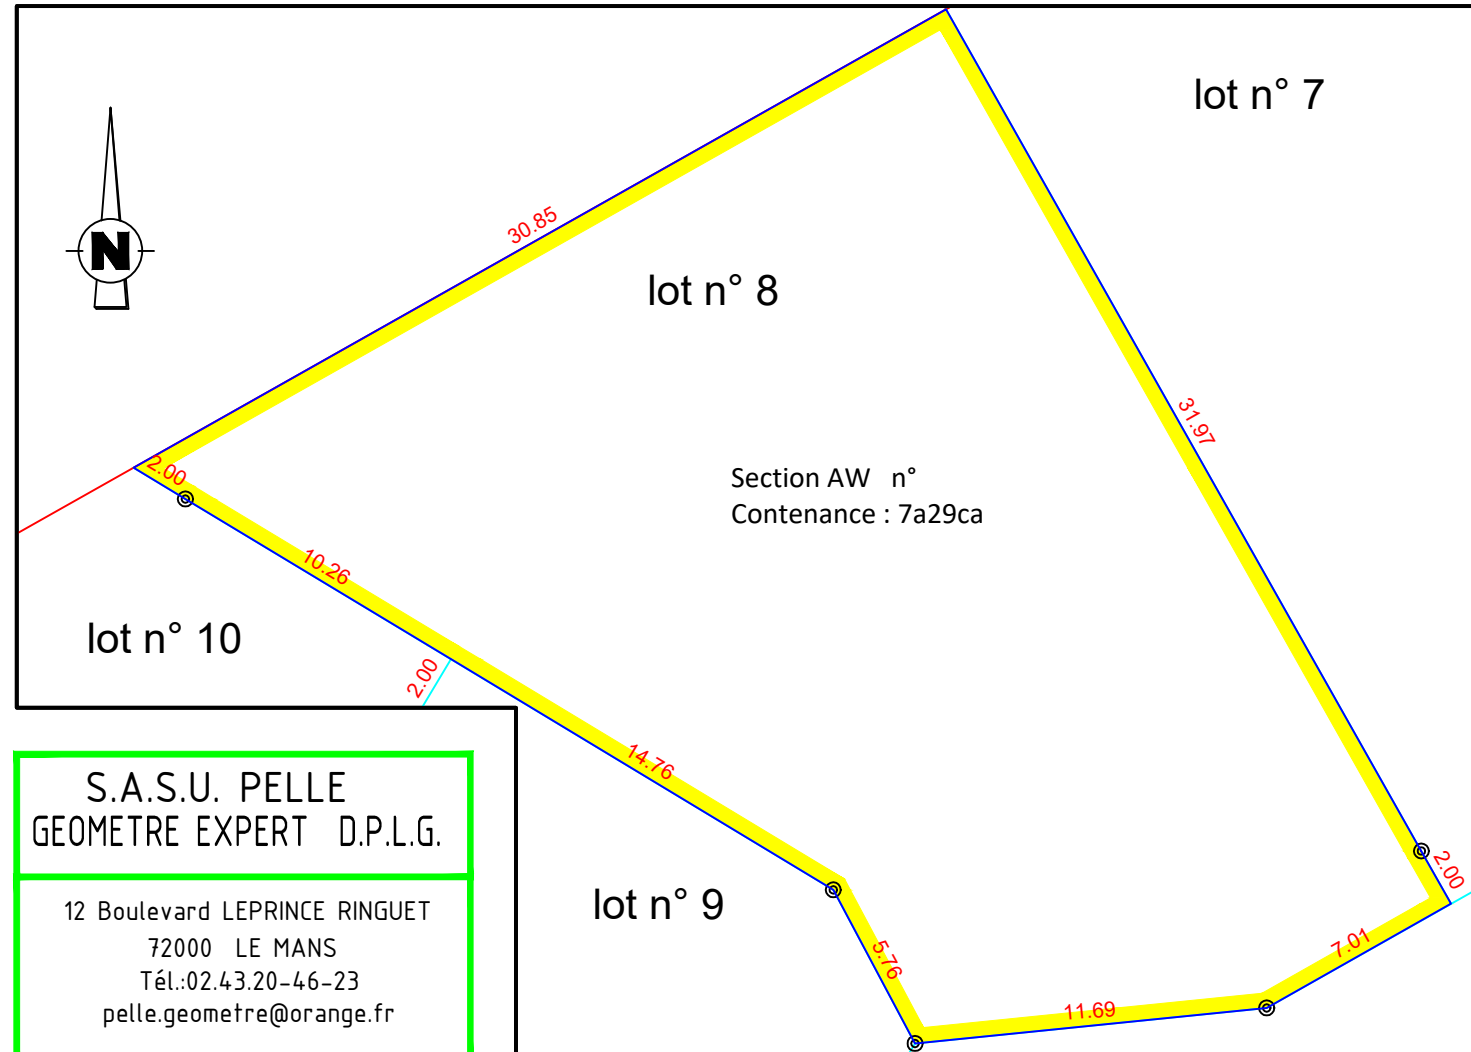 lot n° 7
30.85
N
lot n° 8
31.97
2.00
Section AW n°
Contenance : 7a29ca
10.26
lot n° 10
2.00
14.76
S.A.S.U. PELLE
GEOMETRE EXPERT D.P.L.G.
2.00
12 Boulevard LEPRINCE RINGUET
lot n° 9
72000 LE MANS
5.76
7.01
Tél.:02.43.20-46-23
pelle.geometre@orange.fr
11.69